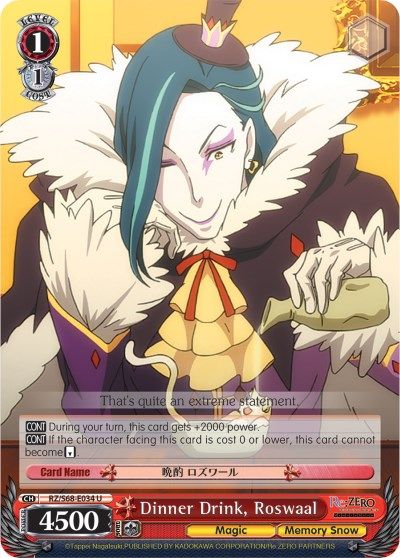 LEVEL
1
1
COST
That's quite an extreme statement.
CONT During your turn, this card gets +2000 power.
CONT If the character facing this card is cost 0 or lower, this card cannot
become .
Card Name 晩酌 ロズワール
CH RZ/S68-E034 U
POWER 4500 Dinner Drink, Roswaal
Re:ZERO
Magic Memory Snow
©Tappei Nagatsuki,PUBLISHED BY KADOKAWA CORPORATION/Re:ZERO PARTNERS